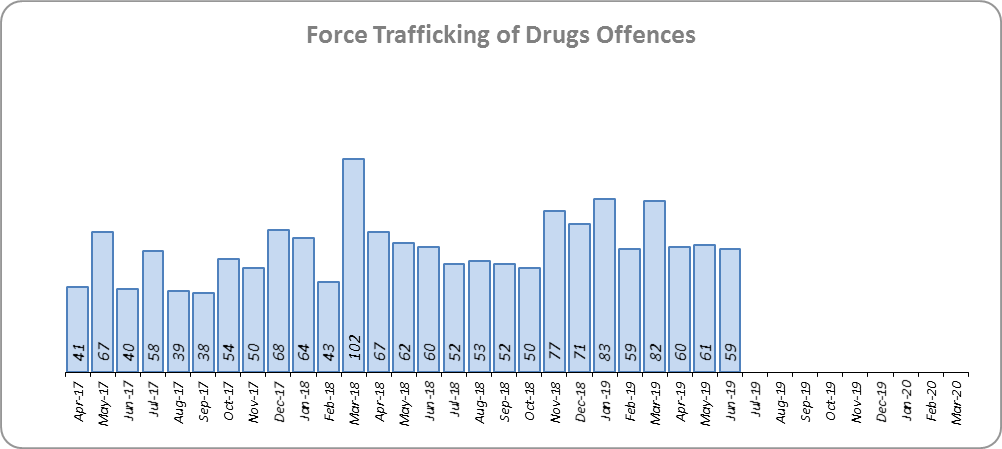 Force Trafficking of Drugs Offences
41 67 40 58 39 38 54 50 68 64 43 102 67 62 60 52 53 52 50 77 71 83 59 82 60 61 59
Apr-17 May-17 Jun-17 Jul-17 Aug-17 Sep-17 Oct-17 Nov-17 Dec-17 Jan-18 Feb-18 Mar-18 Apr-18 May-18 Jun-18 Jul-18 Aug-18 Sep-18 Oct-18 Nov-18 Dec-18 Jan-19 Feb-19 Mar-19 Apr-19 May-19 Jun-19 Jul-19 Aug-19 Sep-19 Oct-19 Nov-19 Dec-19 Jan-20 Feb-20 Mar-20